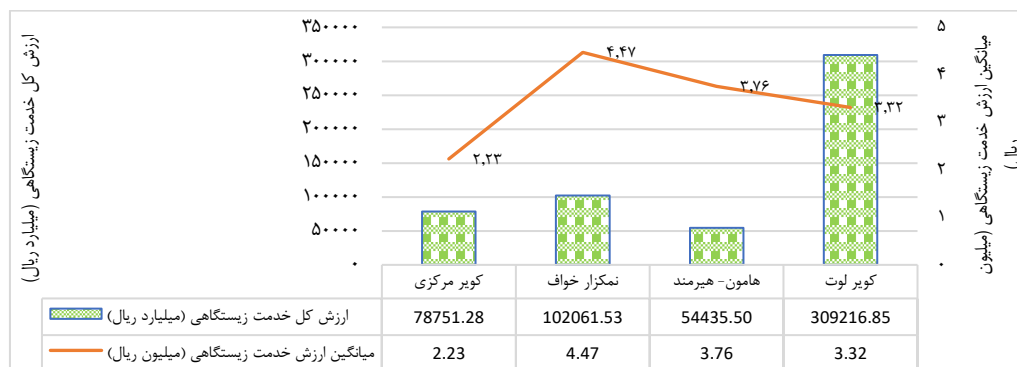 ارزش کل خدمت زیستگاهی (میلیارد ریال)
۳۵۰۰۰۰
۳۰۰۰۰۰
۲۵۰۰۰۰
۲۰۰۰۰۰
۱۵۰۰۰۰
۱۰۰۰۰۰
۵۰۰۰۰
۰
۲.۲۳
۴.۴۷
۳.۷۶
۳.۳۲
۵
۴
۳
۲
۱
۰
میانگین ارزش خدمت زیستگاهی (میلیون
ریال)
کویر مرکزی
نمکزار خواف
هامون- هیرمند
کویر لوت
ارزش کل خدمت زیستگاهی (میلیارد ریال)
78751.28
102061.53
54435.50
309216.85
میانگین ارزش خدمت زیستگاهی (میلیون ریال)
2.23
4.47
3.76
3.32